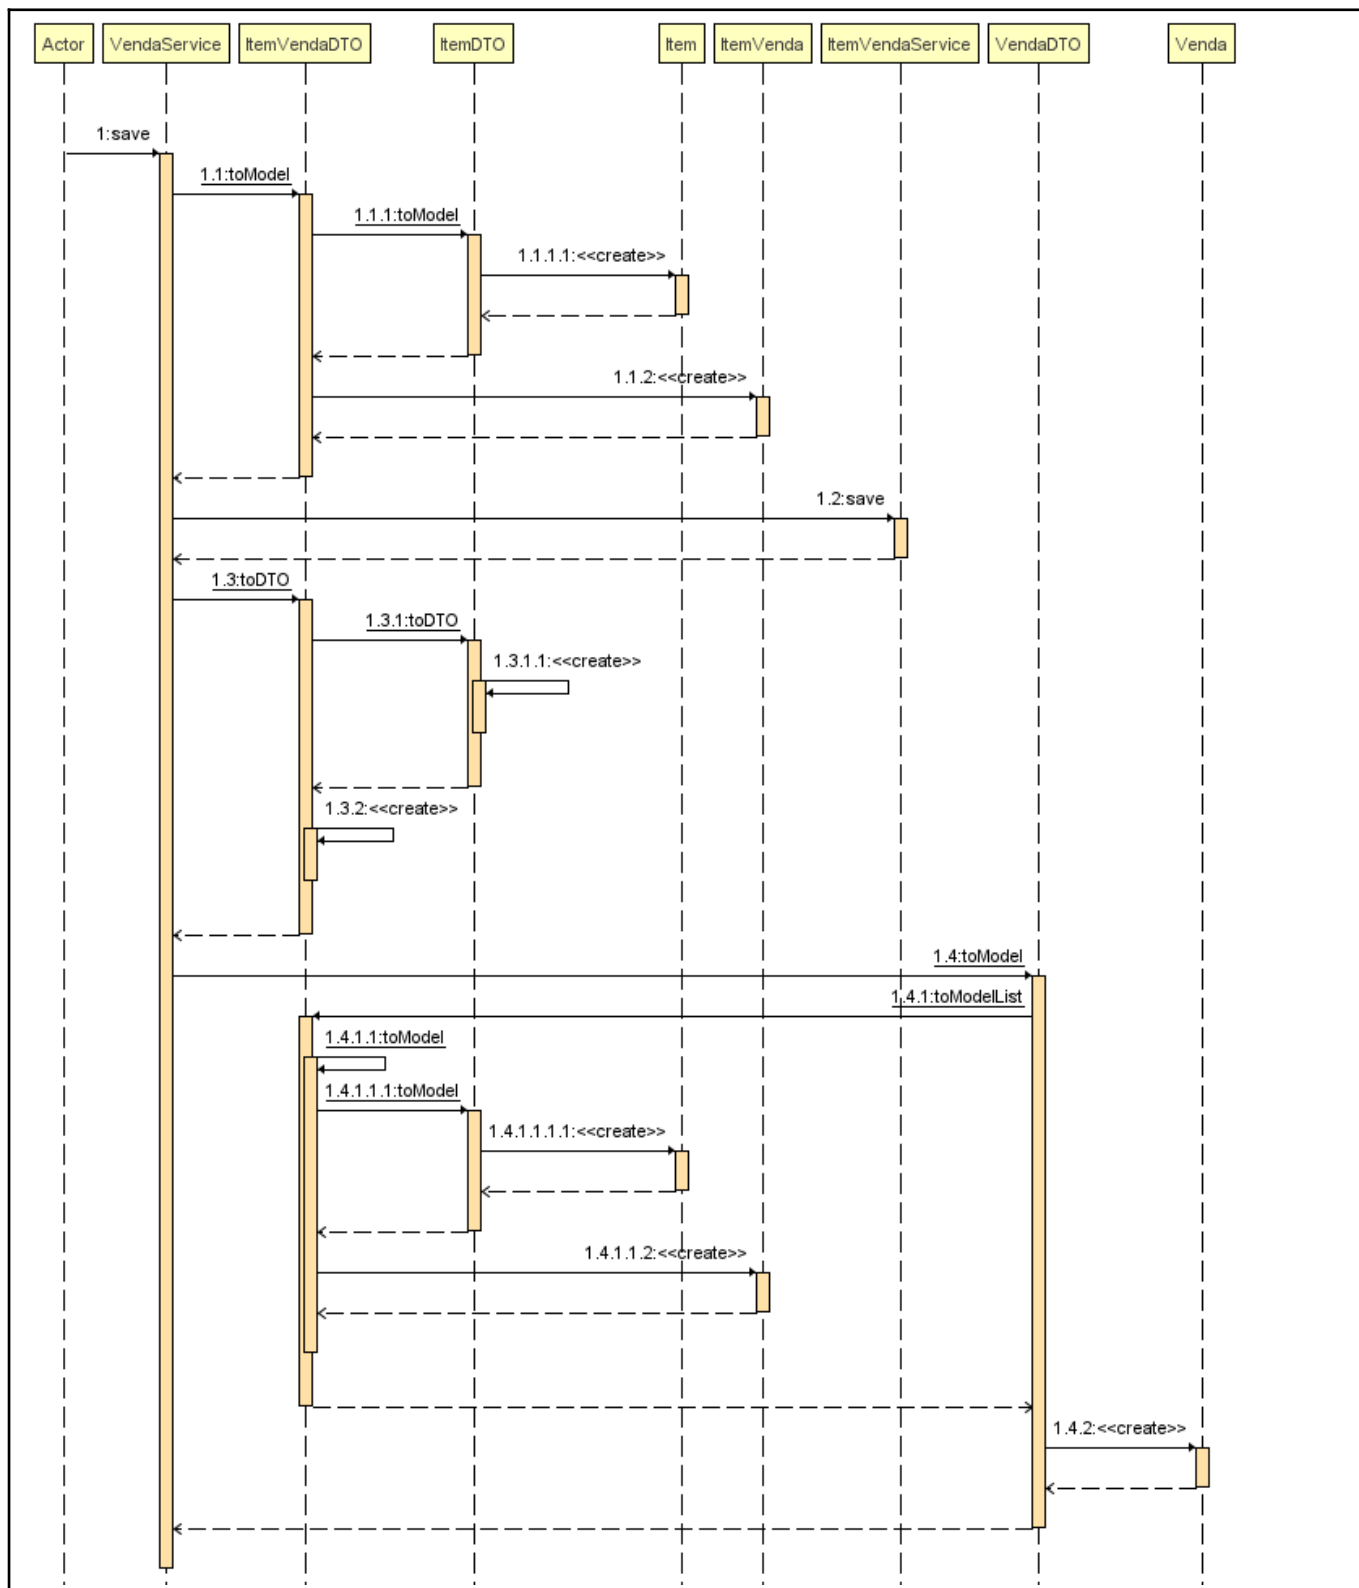 Actor
VendaService
ItemVendaDTO
ItemDTO
Item
ItemVenda
ItemVendaService
VendaDTO
Venda
1:save
1.1:toModel
1.1.1:toModel
1.1.1.1:<<create>>
1.1.2:<<create>>
1.2:save
1.3:toDTO
1.3.1:toDTO
1.3.1.1:<<create>>
1.3.2:<<create>>
1.4:toModel
1.4.1:toModelList
1.4.1.1:toModel
1.4.1.1.1:toModel
1.4.1.1.1.1:<<create>>
1.4.1.1.2:<<create>>
1.4.2:<<create>>